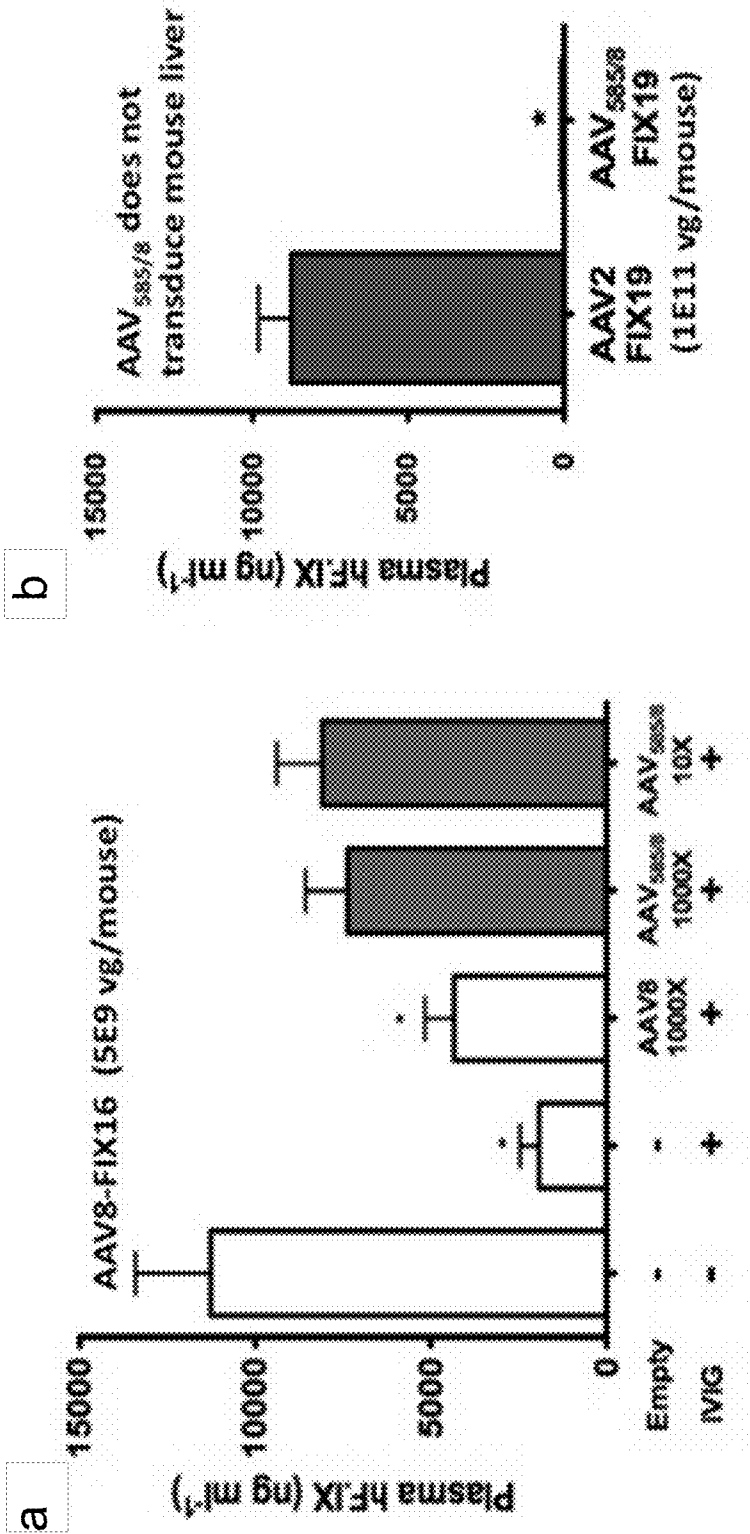 a
AAV8-FIX16 (5E9 vg/mouse)
Plasma hF.IX (ng ml-1)
15000
10000
5000
0
Empty - - AAV8 1000X AAV585/8 1000X AAV585/8 10X
IVIG - + + + +
b
AAV585/8 does not
transduce mouse liver
Plasma hF.IX (ng ml-1)
15000
10000
5000
0
*
AAV2 AAV585/8
FIX19 FIX19
(1E11 vg/mouse)